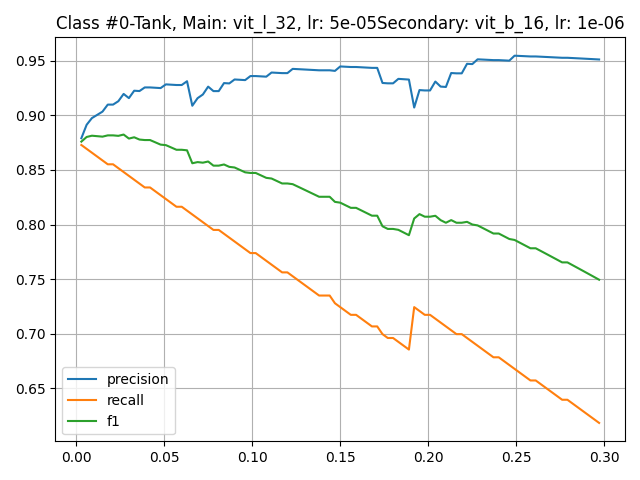 Class #0-Tank, Main: vit_l_32, lr: 5e-05Secondary: vit_b_16, lr: 1e-06
0.95
0.90
0.85
0.80
0.75
0.70
0.65
precision
recall
f1
0.00 0.05 0.10 0.15 0.20 0.25 0.30